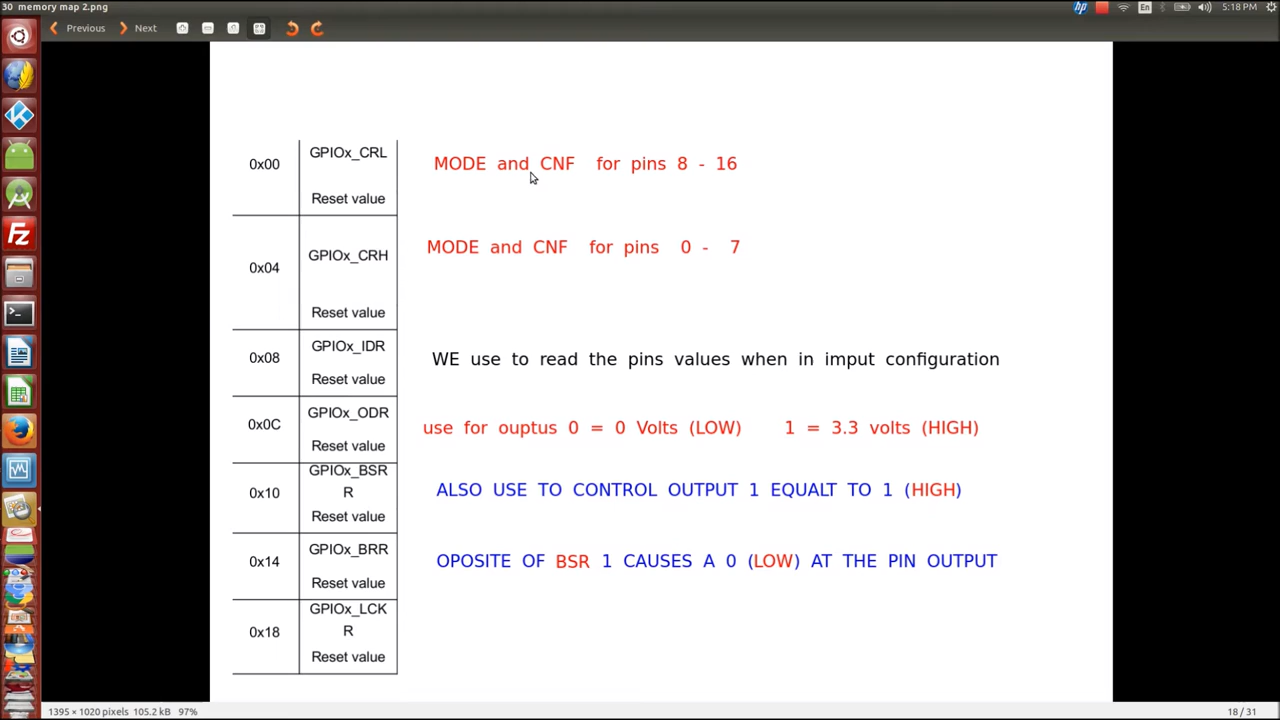 30 memory map 2.png
En
5:18 PM
Previous
Next
0x00
GPIOx_CRL
Reset value
MODE and CNF for pins 8 - 16
0x04
GPIOx_CRH
Reset value
MODE and CNF for pins 0 - 7
0x08
GPIOx_IDR
Reset value
WE use to read the pins values when in imput configuration
0x0C
GPIOx_ODR
Reset value
use for ouptus 0 = 0 Volts (LOW) 1 = 3.3 volts (HIGH)
0x10
GPIOx_BSR
R
Reset value
ALSO USE TO CONTROL OUTPUT 1 EQUALT TO 1 (HIGH)
0x14
GPIOx_BRR
Reset value
OPOSITE OF BSR 1 CAUSES A 0 (LOW) AT THE PIN OUTPUT
0x18
GPIOx_LCK
R
Reset value
1395 × 1020 pixels 105.2 kB 97%
18 / 31